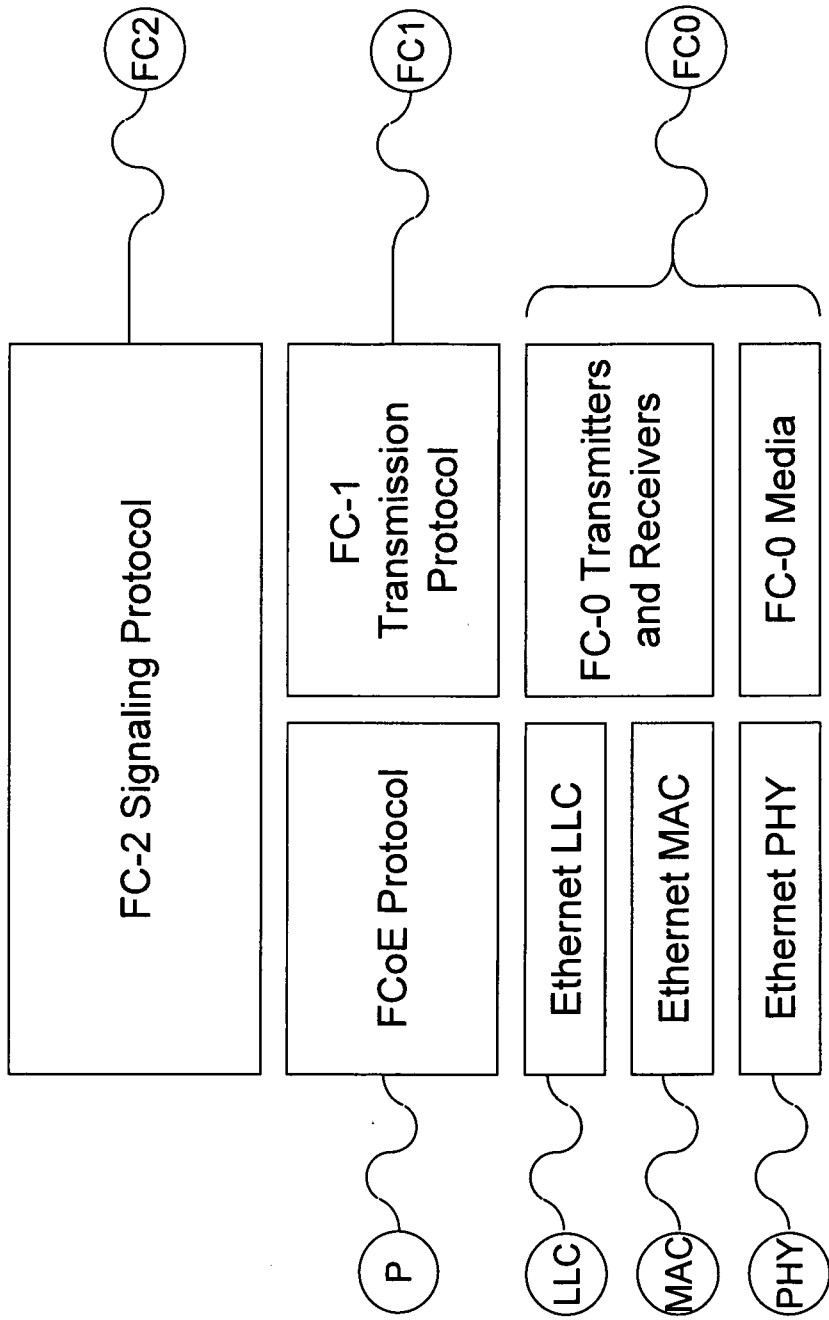 FC-2 Signaling Protocol
FC2
P
FCoE Protocol
FC-1
Transmission
Protocol
FC1
LLC
Ethernet LLC
FC-0 Transmitters
and Receivers
FC0
MAC
Ethernet MAC
PHY
Ethernet PHY
FC-0 Media